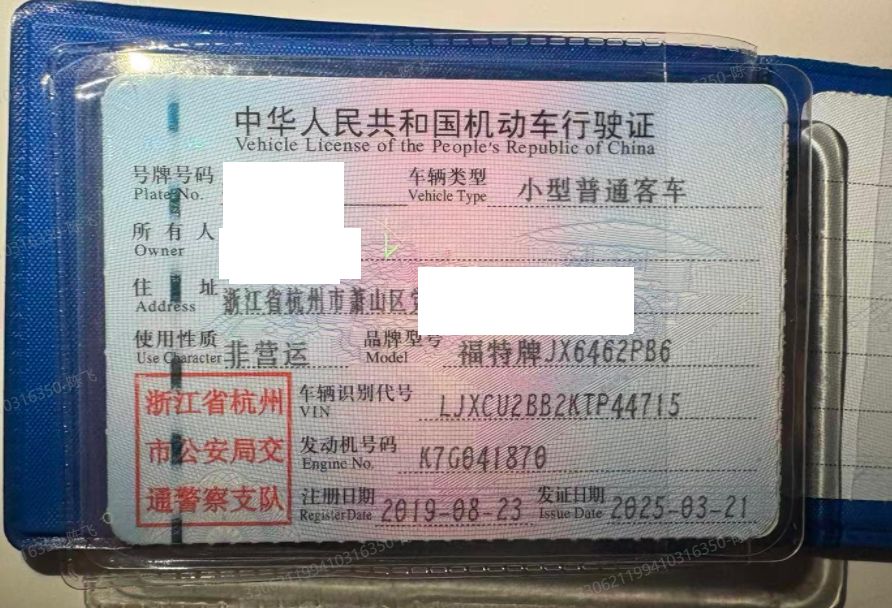 中华人民共和国机动车行驶证
Vehicle License of the People's Republic of China
号牌号码
Plate No.
车辆类型 小型普通客车
Vehicle Type
所有人
Owner
住址 浙江省杭州市萧山区
Address
使用性质 非营运
Use Character
品牌型号 福特牌JX6462PB6
Model
浙江省杭州
市公安局交
通警察支队
车辆识别代号 LJXCU2BB2KTP44715
VIN
发动机号码 K7G041870
Engine No.
注册日期 2019-08-23
Register Date
发证日期 2025-03-21
Issue Date